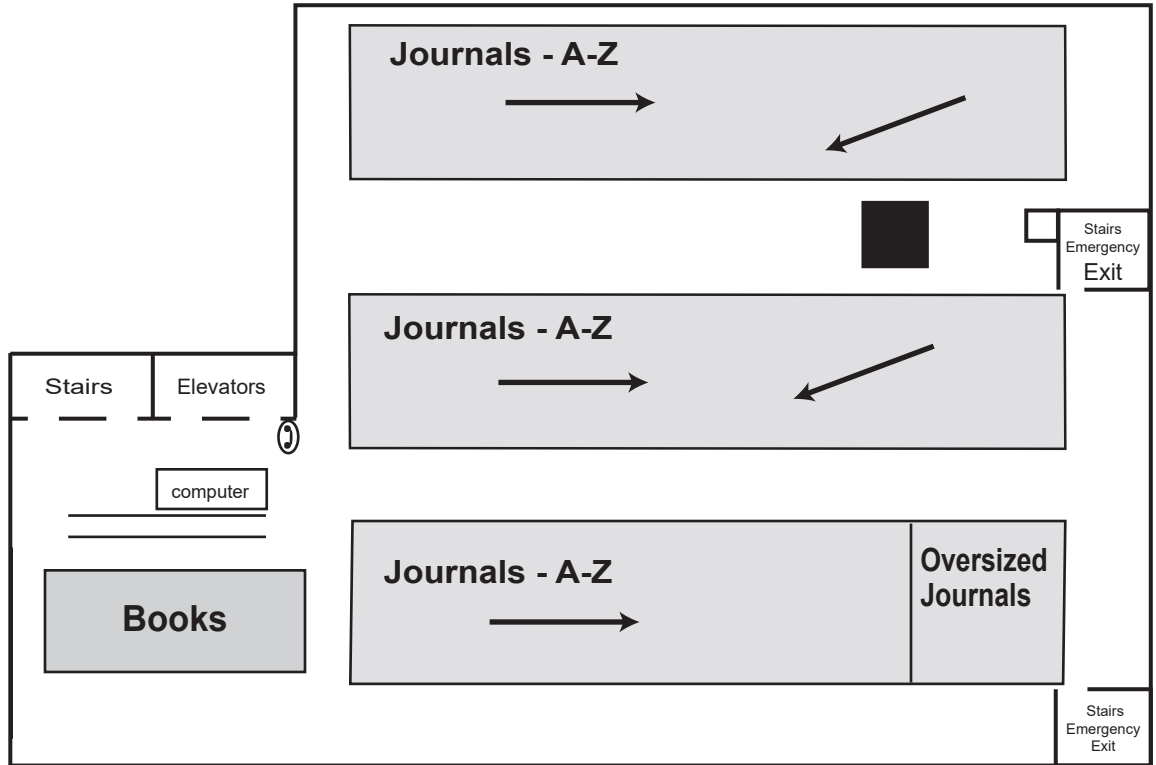 Journals - A-Z
Stairs
Emergency
Exit
Journals - A-Z
Stairs
Elevators
computer
Journals - A-Z
Oversized
Journals
Books
Stairs
Emergency
Exit